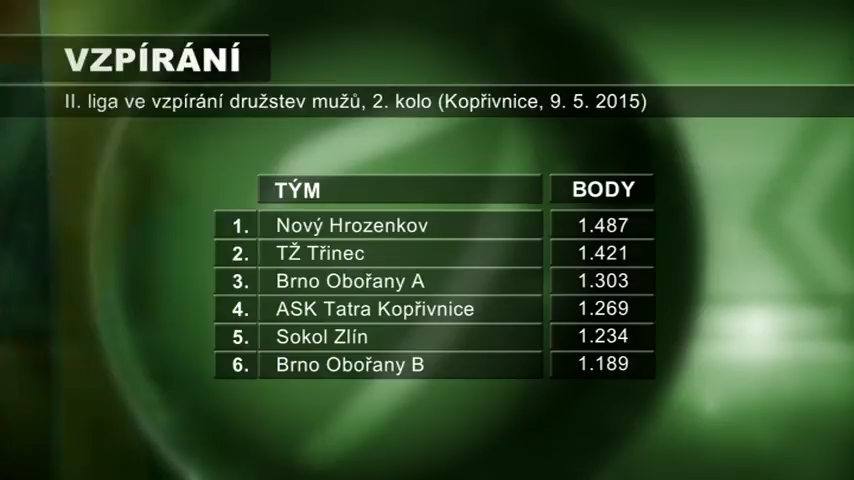 VZPÍRÁNÍ
II. liga ve vzpírání družstev mužů, 2. kolo (Kopřivnice, 9. 5. 2015)
TÝM BODY
1. Nový Hrozenkov 1.487
2. TŽ Třinec 1.421
3. Brno Obořany A 1.303
4. ASK Tatra Kopřivnice 1.269
5. Sokol Zlín 1.234
6. Brno Obořany B 1.189